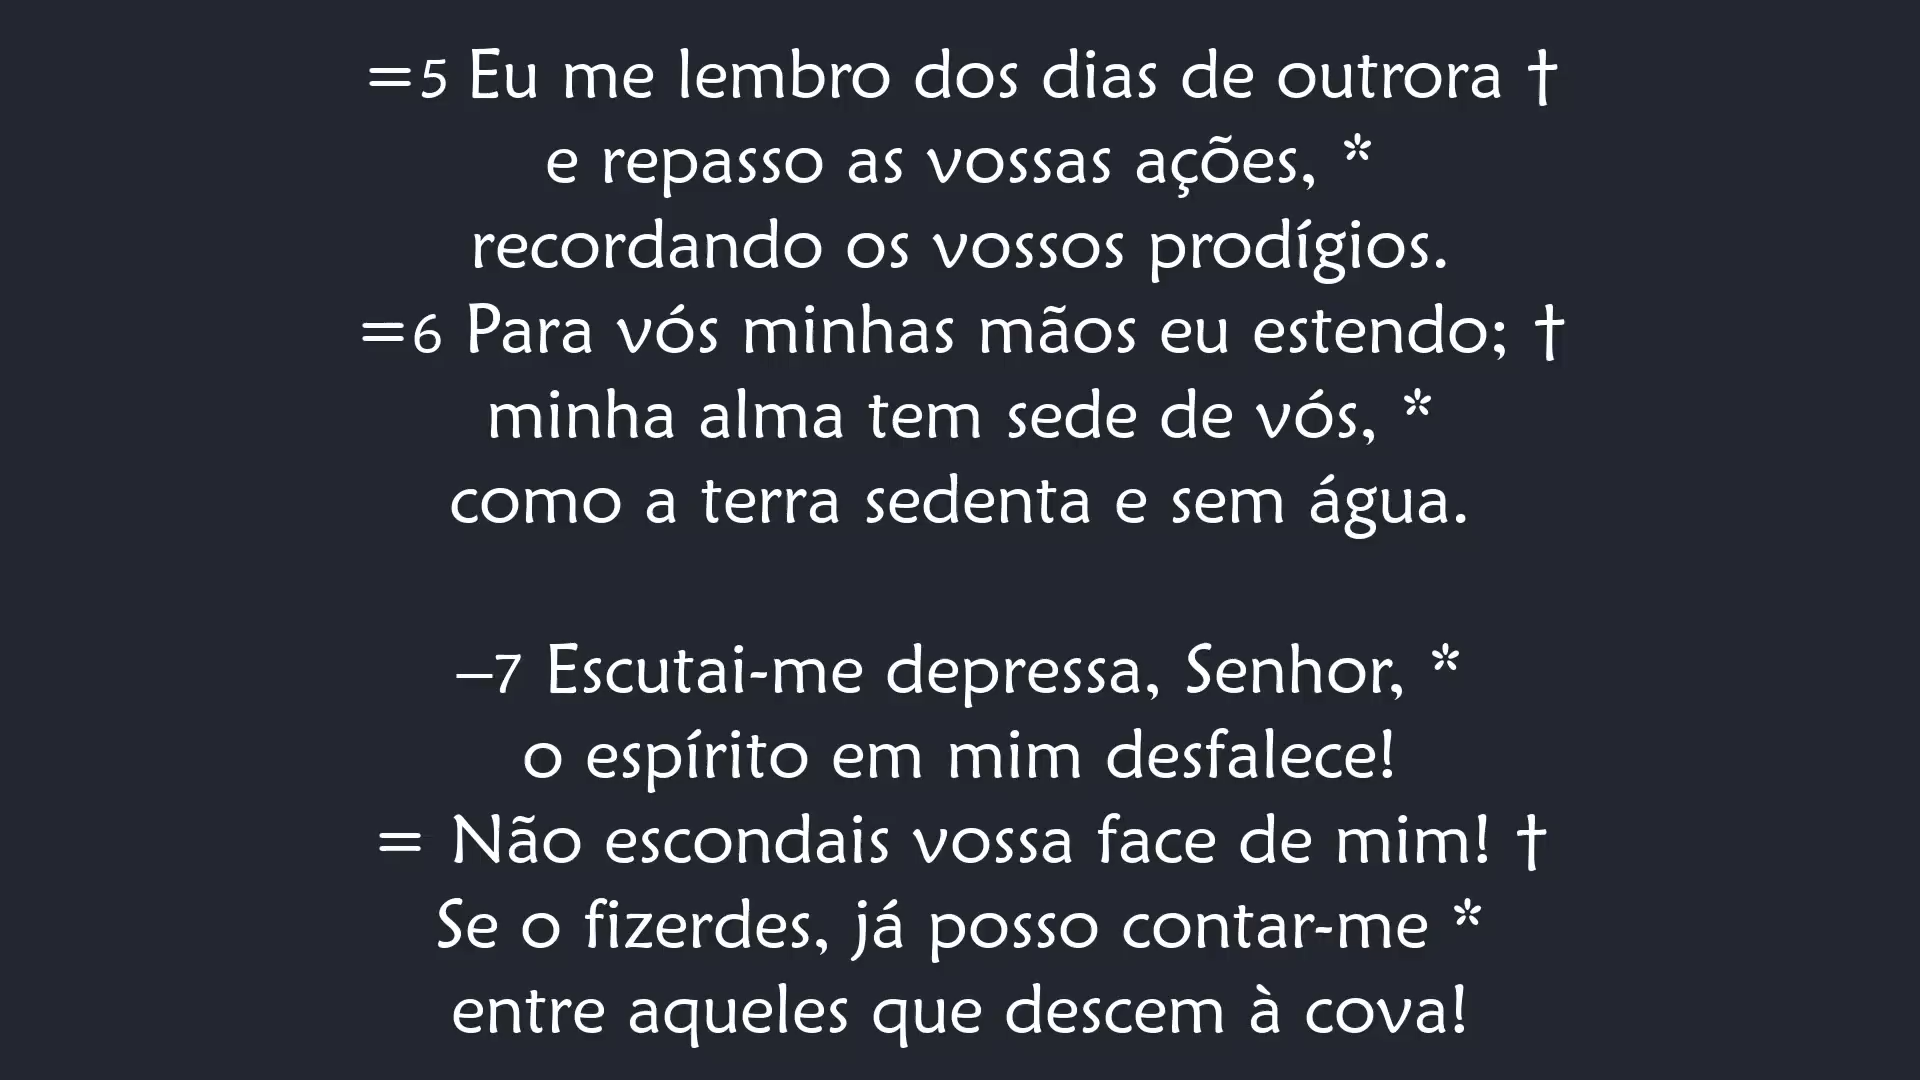 =5 Eu me lembro dos dias de outrora †
e repasso as vossas ações, *
recordando os vossos prodígios.
=6 Para vós minhas mãos eu estendo; †
minha alma tem sede de vós, *
como a terra sedenta e sem água.
–7 Escutai-me depressa, Senhor, *
o espírito em mim desfalece!
= Não escondais vossa face de mim! †
Se o fizerdes, já posso contar-me *
entre aqueles que descem à cova!